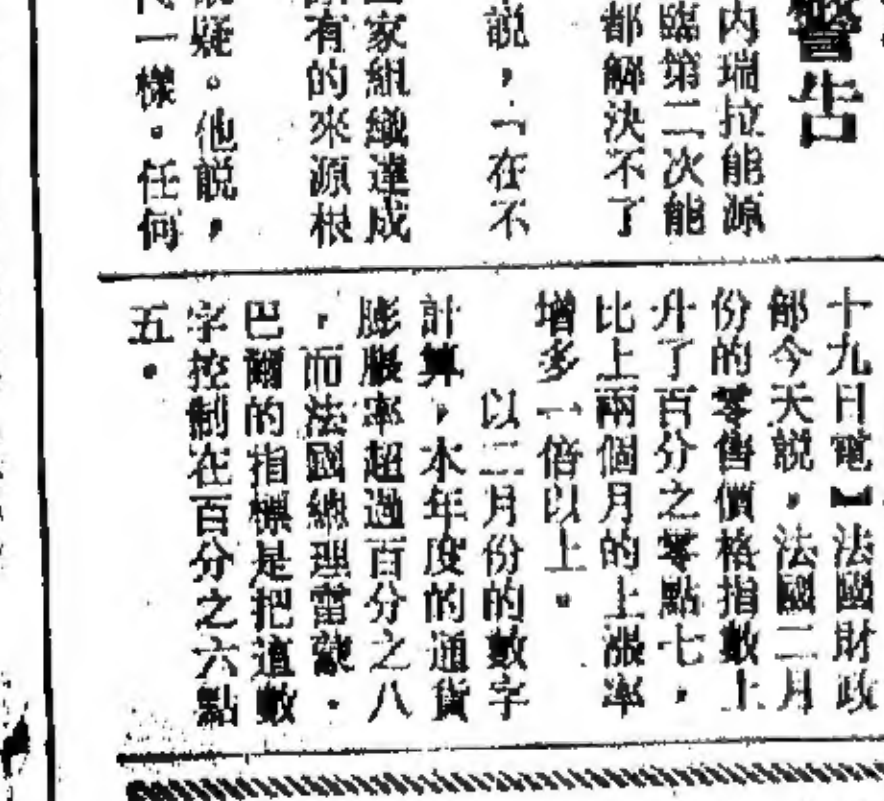 警告
內瑞拉能源
臨第二次能
都解決不了
說，「在不
家組織達成
有的來源根
疑。他說，
一樣。任何
十九日電】法國財政
部今天說，法國二月
份的零售價格指數上
升了百分之零點七，
比上兩個月的上漲率
增多一倍以上。
以二月份的數字
計算，本年度的通貨
膨脹率超過百分之八
，而法國總理雷蒙・
巴爾的指標是把這數
字控制在百分之六點
五。